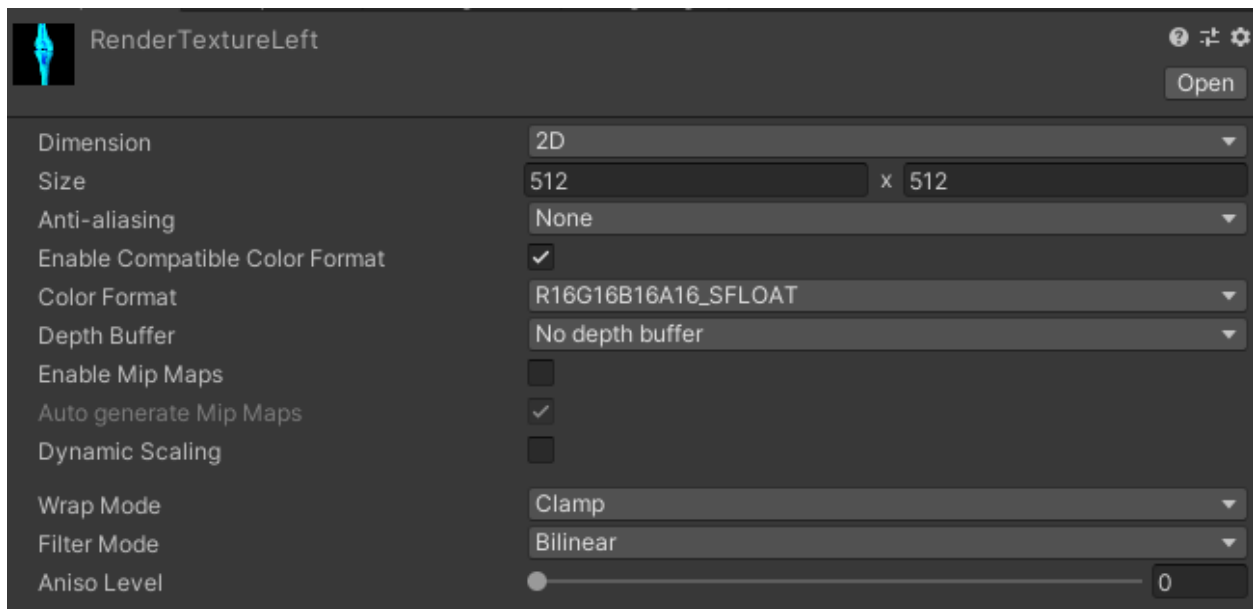 RenderTextureLeft
Open
Dimension 2D
Size 512 x 512
Anti-aliasing None
Enable Compatible Color Format
Color Format R16G16B16A16_SFLOAT
Depth Buffer No depth buffer
Enable Mip Maps
Auto generate Mip Maps
Dynamic Scaling
Wrap Mode Clamp
Filter Mode Bilinear
Aniso Level 0